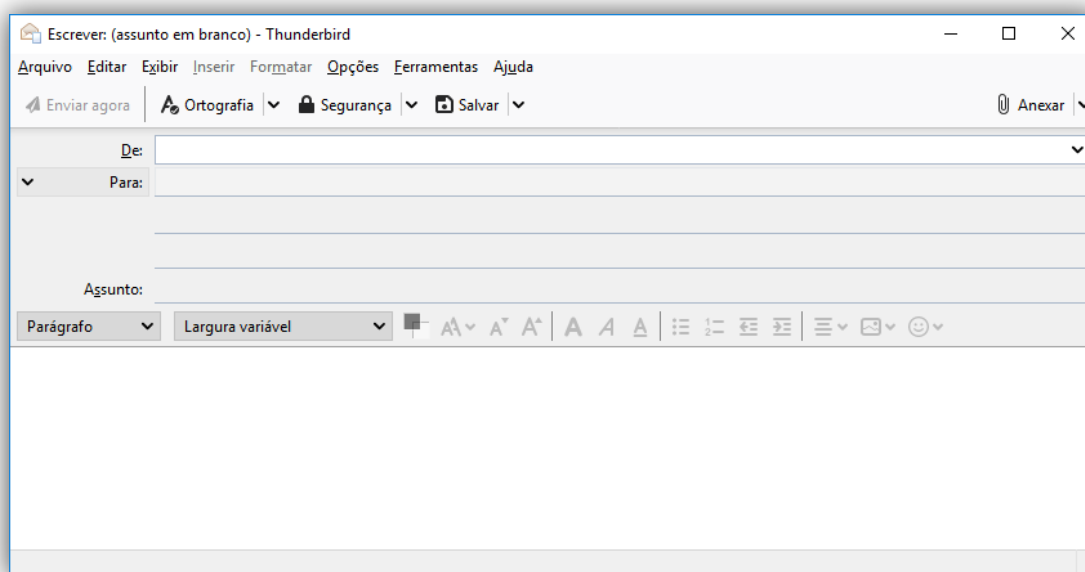 Escrever: (assunto em branco) - Thunderbird
Arquivo Editar Exibir Inserir Formatar Opções Ferramentas Ajuda
Enviar agora Ortografia Segurança Salvar Anexar
De:
Para:
Assunto:
Parágrafo Largura variável